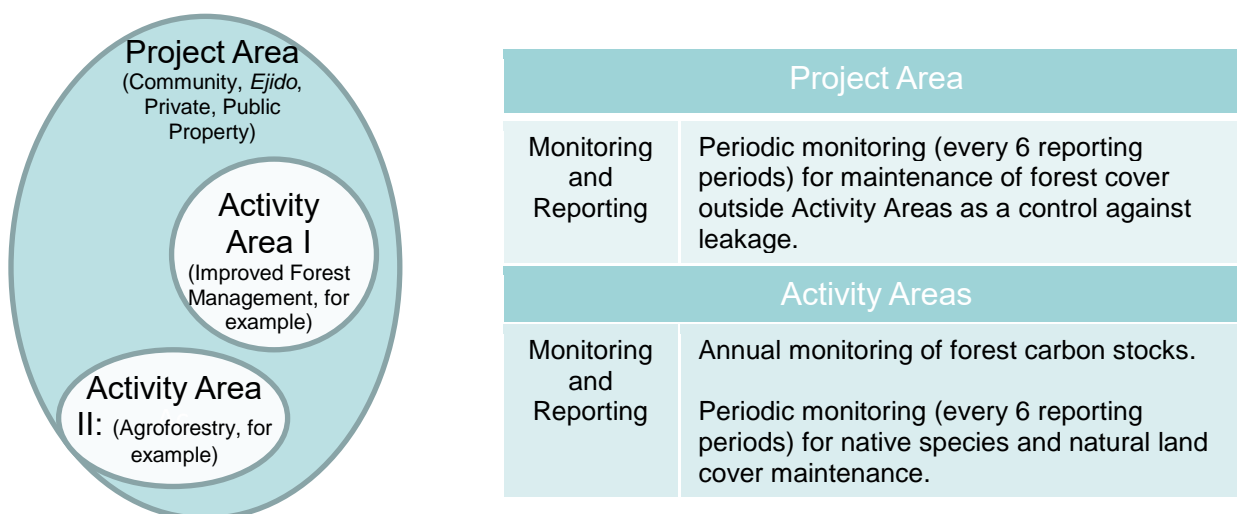 Project Area
(Community, Ejido,
Private, Public
Property)
Activity
Area I
(Improved Forest
Management, for
example)
Activity Area
II: (Agroforestry, for
example)
Project Area
Monitoring
and
Reporting
Periodic monitoring (every 6 reporting
periods) for maintenance of forest cover
outside Activity Areas as a control against
leakage.
Activity Areas
Monitoring
and
Reporting
Annual monitoring of forest carbon stocks.
Periodic monitoring (every 6 reporting
periods) for native species and natural land
cover maintenance.